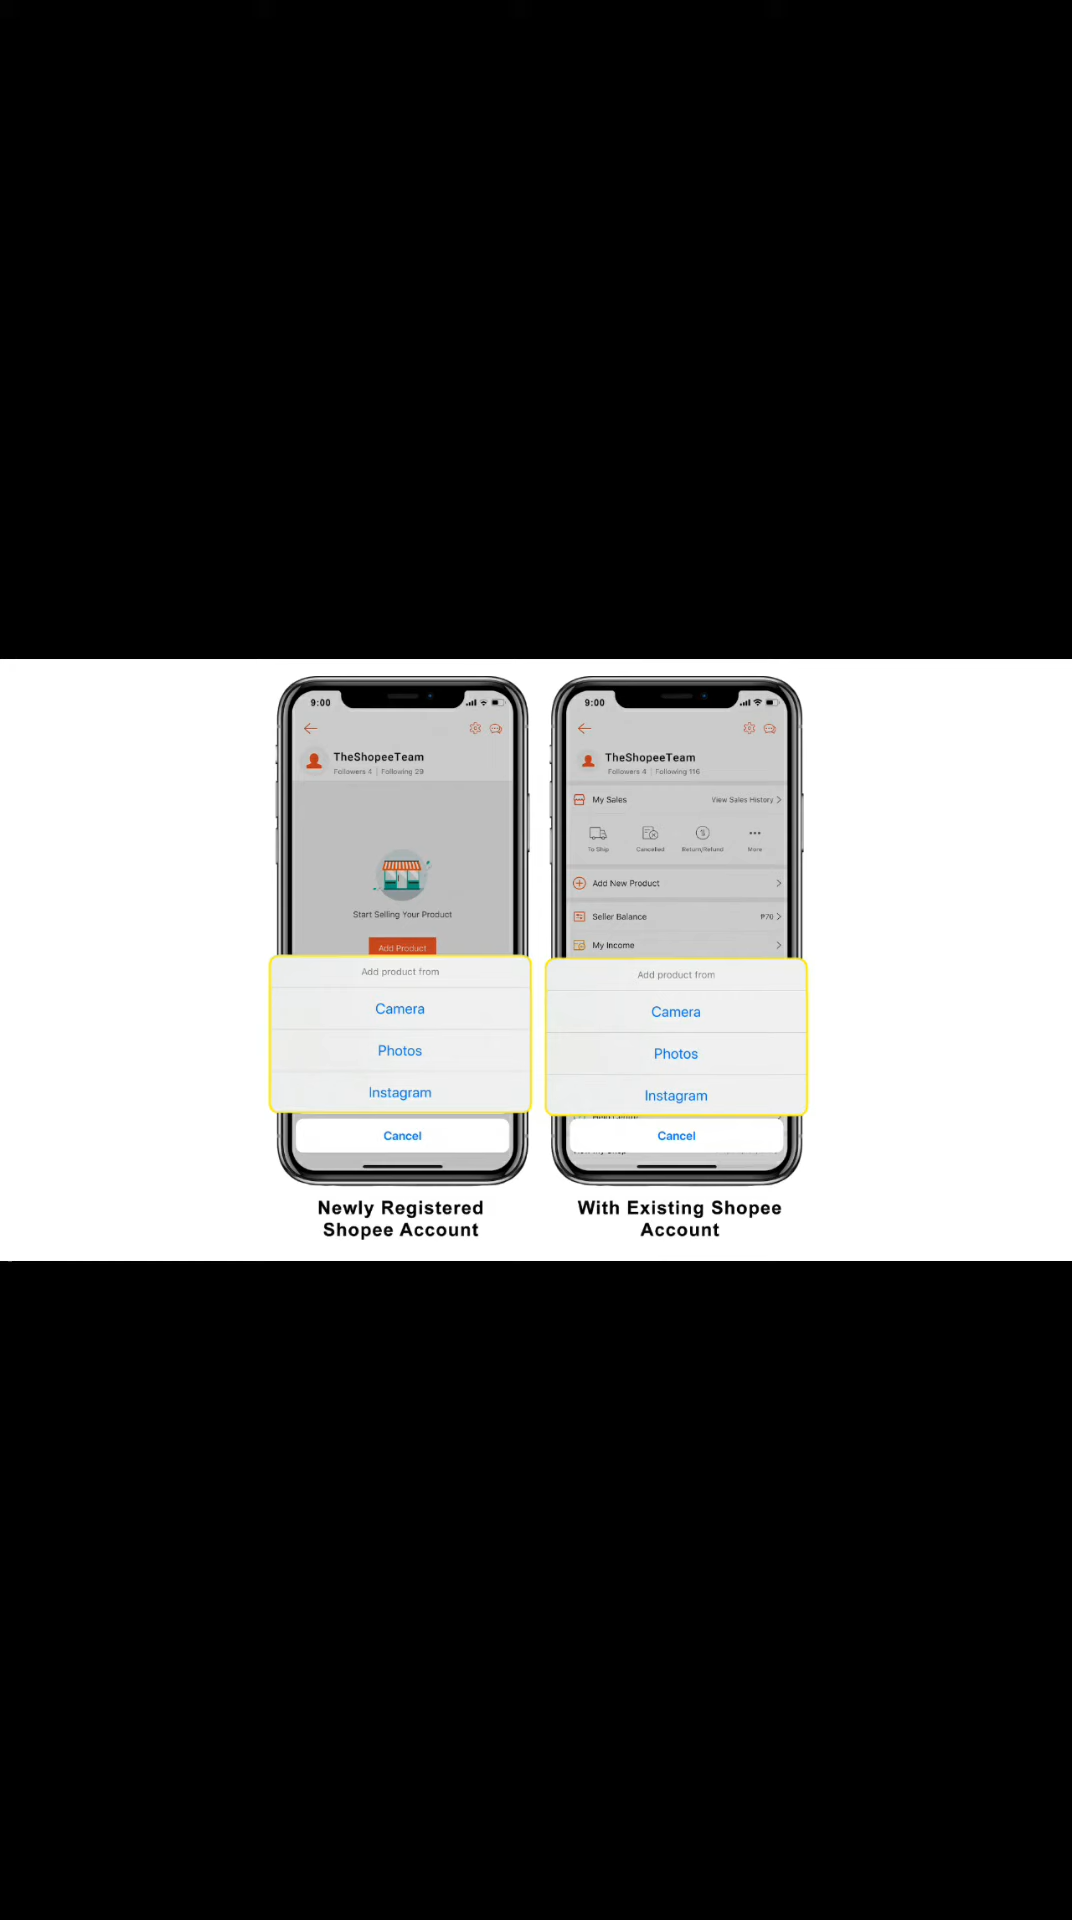 9:00
TheShopeeTeam
Followers 4 | Following 29
Start Selling Your Product
Add Product
Add product from
Camera
Photos
Instagram
Cancel
Newly Registered
Shopee Account
9:00
TheShopeeTeam
Followers 4 | Following 116
My Sales
View Sales History
To Ship
Cancelled
Return/Refund
More
Add New Product
Seller Balance
₱70
My Income
Add product from
Camera
Photos
Instagram
Cancel
With Existing Shopee
Account